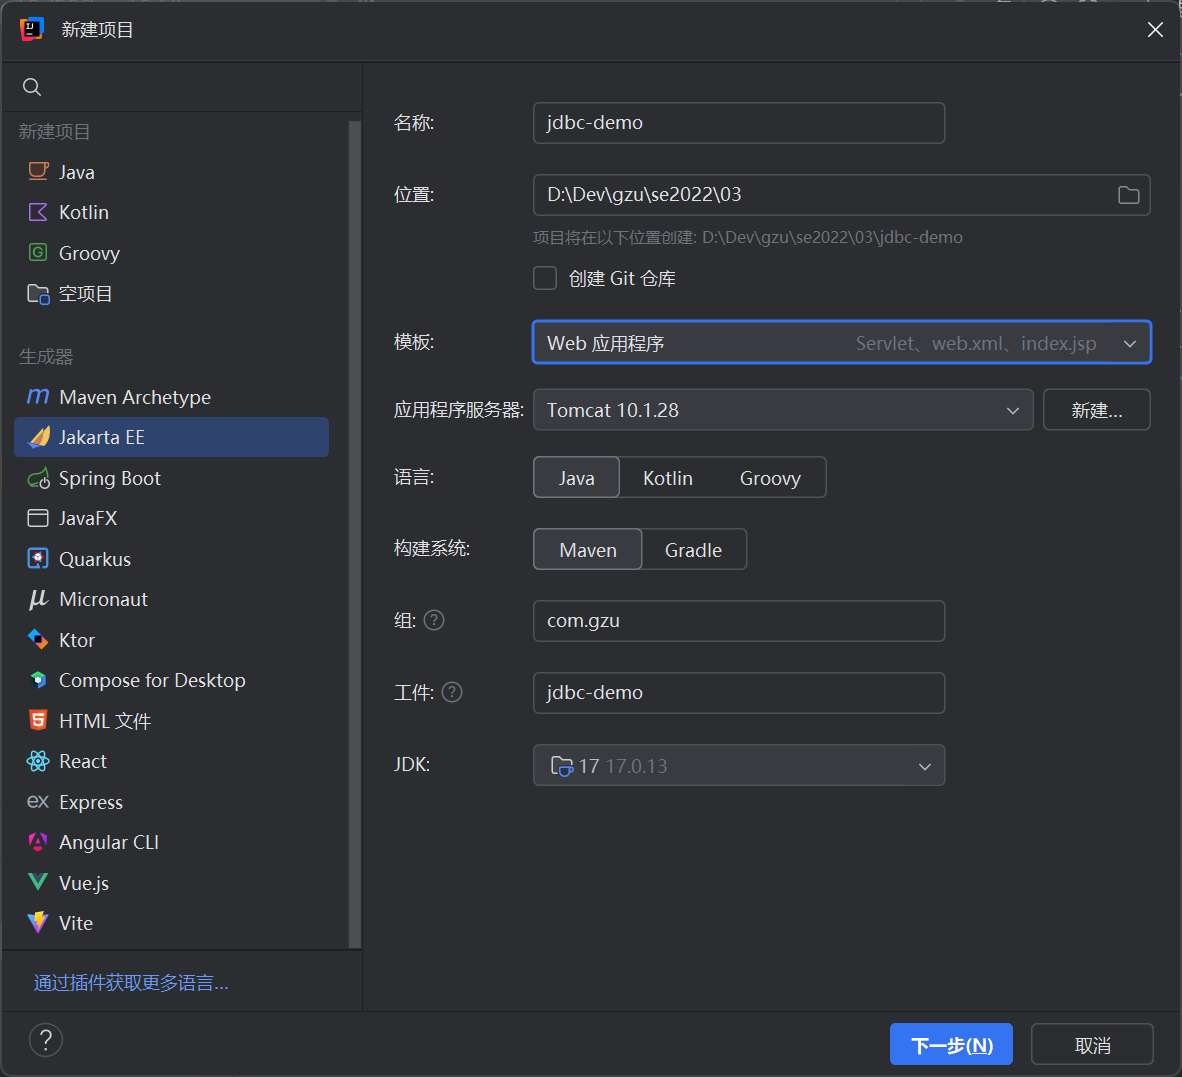 新建项目
新建项目
Java
Kotlin
Groovy
空项目
生成器
Maven Archetype
Jakarta EE
Spring Boot
JavaFX
Quarkus
Micronaut
Ktor
Compose for Desktop
HTML 文件
React
Express
Angular CLI
Vue.js
Vite
通过插件获取更多语言...
名称: jdbc-demo
位置: D:\Dev\gzu\se2022\03
项目将在以下位置创建: D:\Dev\gzu\se2022\03\jdbc-demo
创建 Git 仓库
模板: Web 应用程序 Servlet、web.xml、index.jsp
应用程序服务器: Tomcat 10.1.28 新建...
语言: Java Kotlin Groovy
构建系统: Maven Gradle
组: ? com.gzu
工件: ? jdbc-demo
JDK: 17 17.0.13
? 下一步(N) 取消